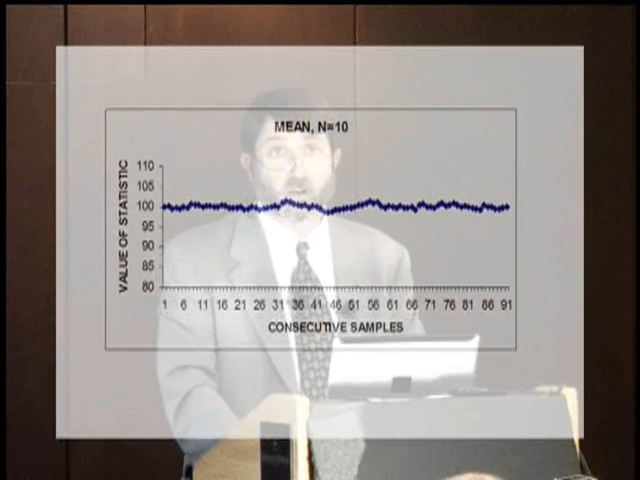 MEAN, N=10
VALUE OF STATISTIC
110
105
100
95
90
85
80
1 6 11 16 21 26 31 36 41 46 51 56 61 66 71 76 81 86 91
CONSECUTIVE SAMPLES